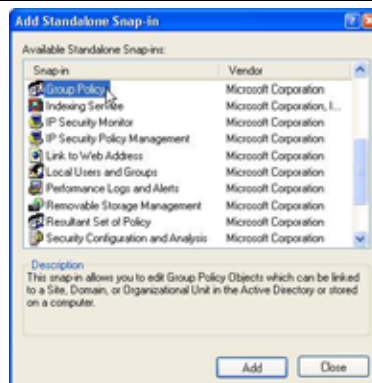 Add Standalone Snap-in
Available Standalone Snap-ins:
Snap-in Vendor
Group Policy Microsoft Corporation
Indexing Service Microsoft Corporation, I...
IP Security Monitor Microsoft Corporation
IP Security Policy Management Microsoft Corporation
Link to Web Address Microsoft Corporation
Local Users and Groups Microsoft Corporation
Performance Logs and Alerts Microsoft Corporation
Removable Storage Management Microsoft Corporation
Resultant Set of Policy Microsoft Corporation
Security Configuration and Analysis Microsoft Corporation
Description
This snap-in allows you to edit Group Policy Objects which can be linked
to a Site, Domain, or Organizational Unit in the Active Directory or stored
on a computer.
Add Close